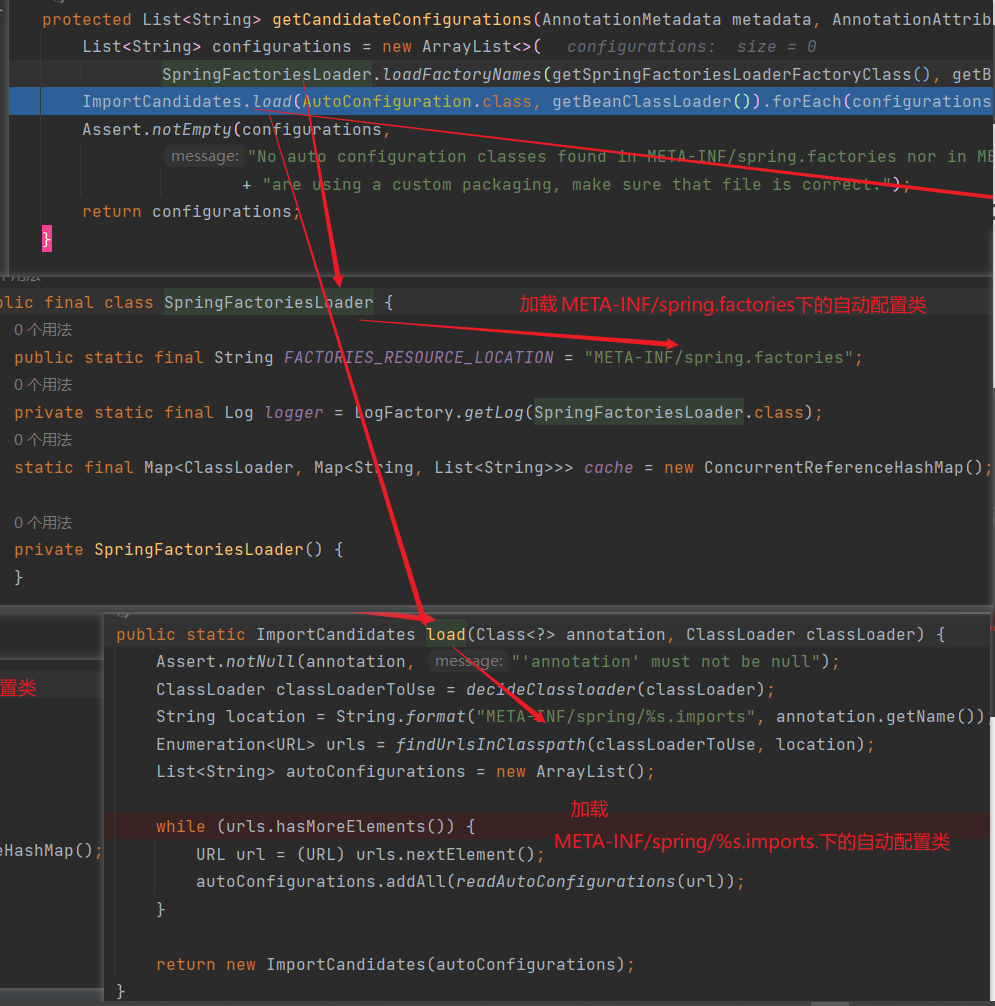 protected List<String> getCandidateConfigurations(AnnotationMetadata metadata, AnnotationAttrib
List<String> configurations = new ArrayList<>( configurations: size = 0
SpringFactoriesLoader.loadFactoryNames(getSpringFactoriesLoaderFactoryClass(), getB
ImportCandidates.load(AutoConfiguration.class, getBeanClassLoader()).forEach(configurations
Assert.notEmpty(configurations,
message: "No auto configuration classes found in META-INF/spring.factories nor in ME
+ "are using a custom packaging, make sure that file is correct.");
return configurations;
}
个用法
blic final class SpringFactoriesLoader {
加载 META-INF/spring.factories下的自动配置类
0 个用法
public static final String FACTORIES_RESOURCE_LOCATION = "META-INF/spring.factories";
0 个用法
private static final Log logger = LogFactory.getLog(SpringFactoriesLoader.class);
0 个用法
static final Map<ClassLoader, Map<String, List<String>>> cache = new ConcurrentReferenceHashMap();
0 个用法
private SpringFactoriesLoader() {
}
public static ImportCandidates load(Class<?> annotation, ClassLoader classLoader) {
Assert.notNull(annotation, message: "'annotation' must not be null");
置类
ClassLoader classLoaderToUse = decideClassloader(classLoader);
String location = String.format("META-INF/spring/%s.imports", annotation.getName());
Enumeration<URL> urls = findUrlsInClasspath(classLoaderToUse, location);
List<String> autoConfigurations = new ArrayList();
加载
while (urls.hasMoreElements()) {
META-INF/spring/%s.imports.下的自动配置类
eHashMap();
URL url = (URL) urls.nextElement();
autoConfigurations.addAll(readAutoConfigurations(url));
}
return new ImportCandidates(autoConfigurations);
}